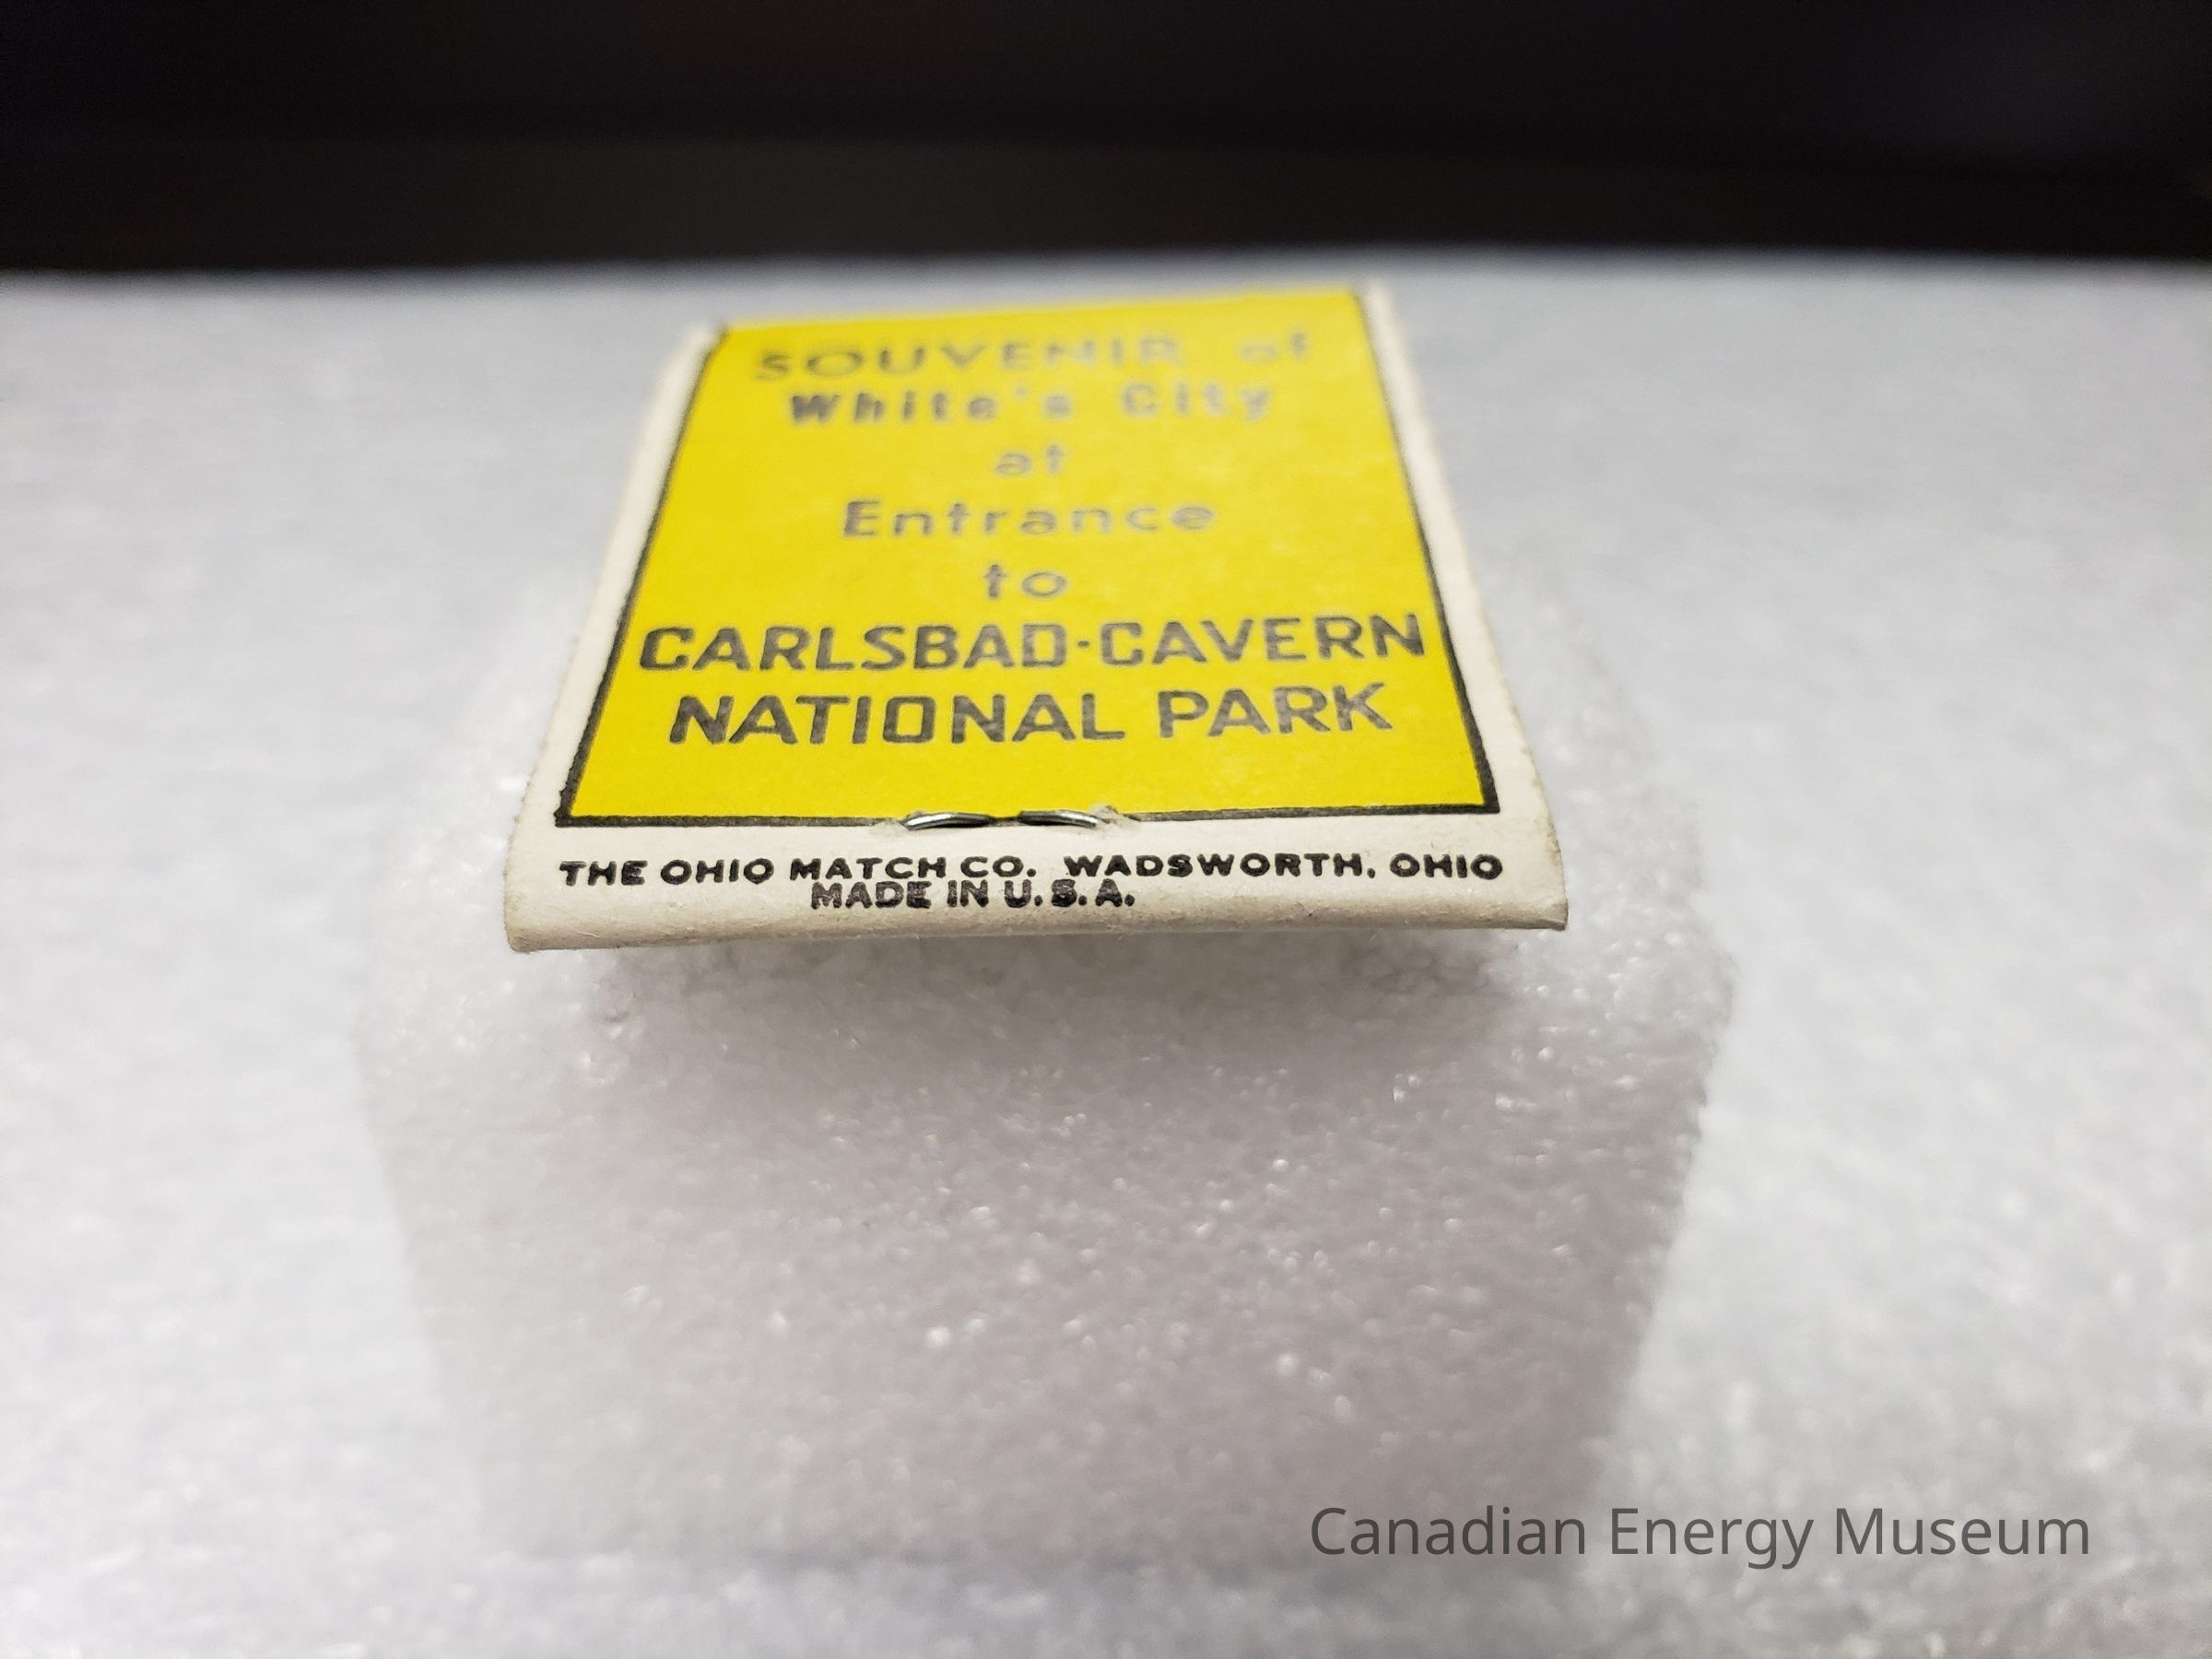 SOUVENIR of
White's City
at
Entrance
to
CARLSBAD·CAVERN
NATIONAL PARK
THE OHIO MATCH CO. WADSWORTH, OHIO
MADE IN U.S.A.
Canadian Energy Museum